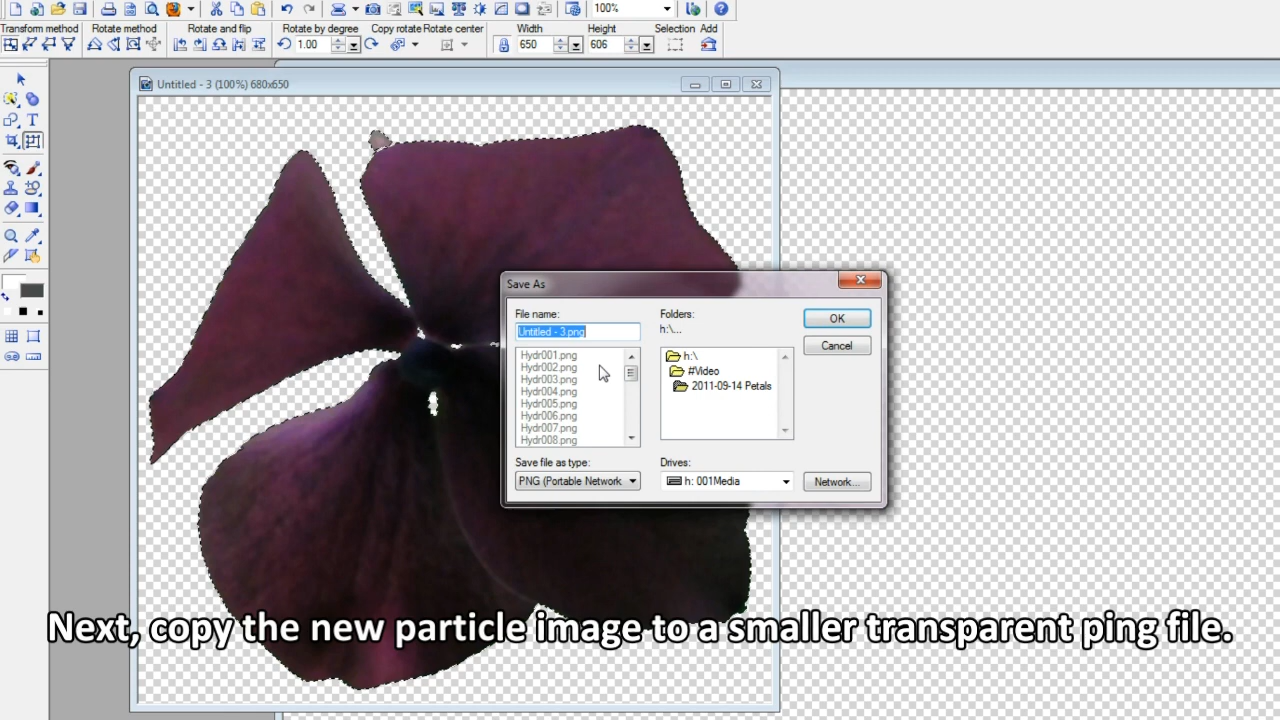 100%
Transform method
Rotate method
Rotate and flip
Rotate by degree
Copy rotate
Rotate center
Width
Height
Selection
Add
1.00
650
606
Untitled - 3 (100%) 680x650
Save As
File name:
Untitled - 3.png
Hydr001.png
Hydr002.png
Hydr003.png
Hydr004.png
Hydr005.png
Hydr006.png
Hydr007.png
Hydr008.png
Save file as type:
PNG (Portable Network
Folders:
h:\...
h:\
#Video
2011-09-14 Petals
Drives:
h: 001Media
OK
Cancel
Network...
Next, copy the new particle image to a smaller transparent ping file.